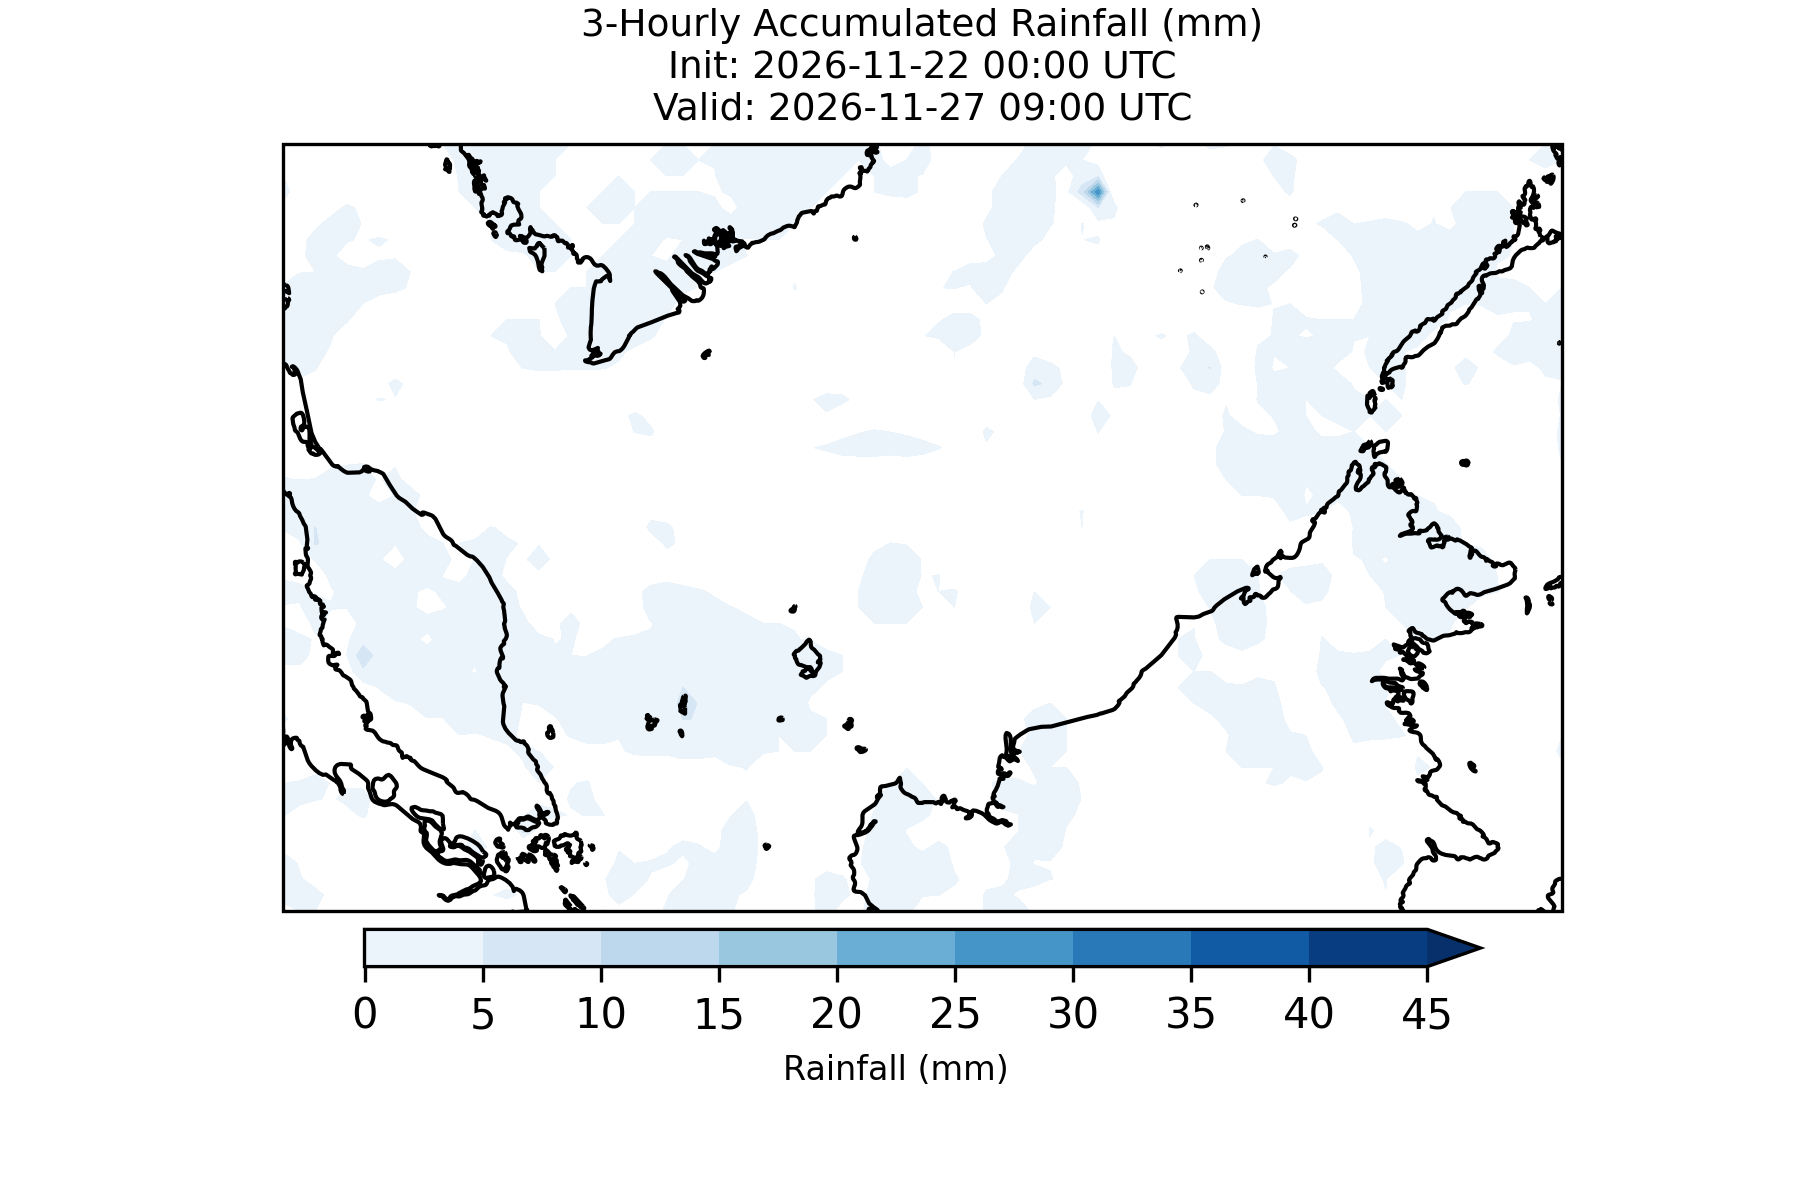 3-Hourly Accumulated Rainfall (mm)
Init: 2026-11-22 00:00 UTC
Valid: 2026-11-27 09:00 UTC
0 5 10 15 20 25 30 35 40 45
Rainfall (mm)